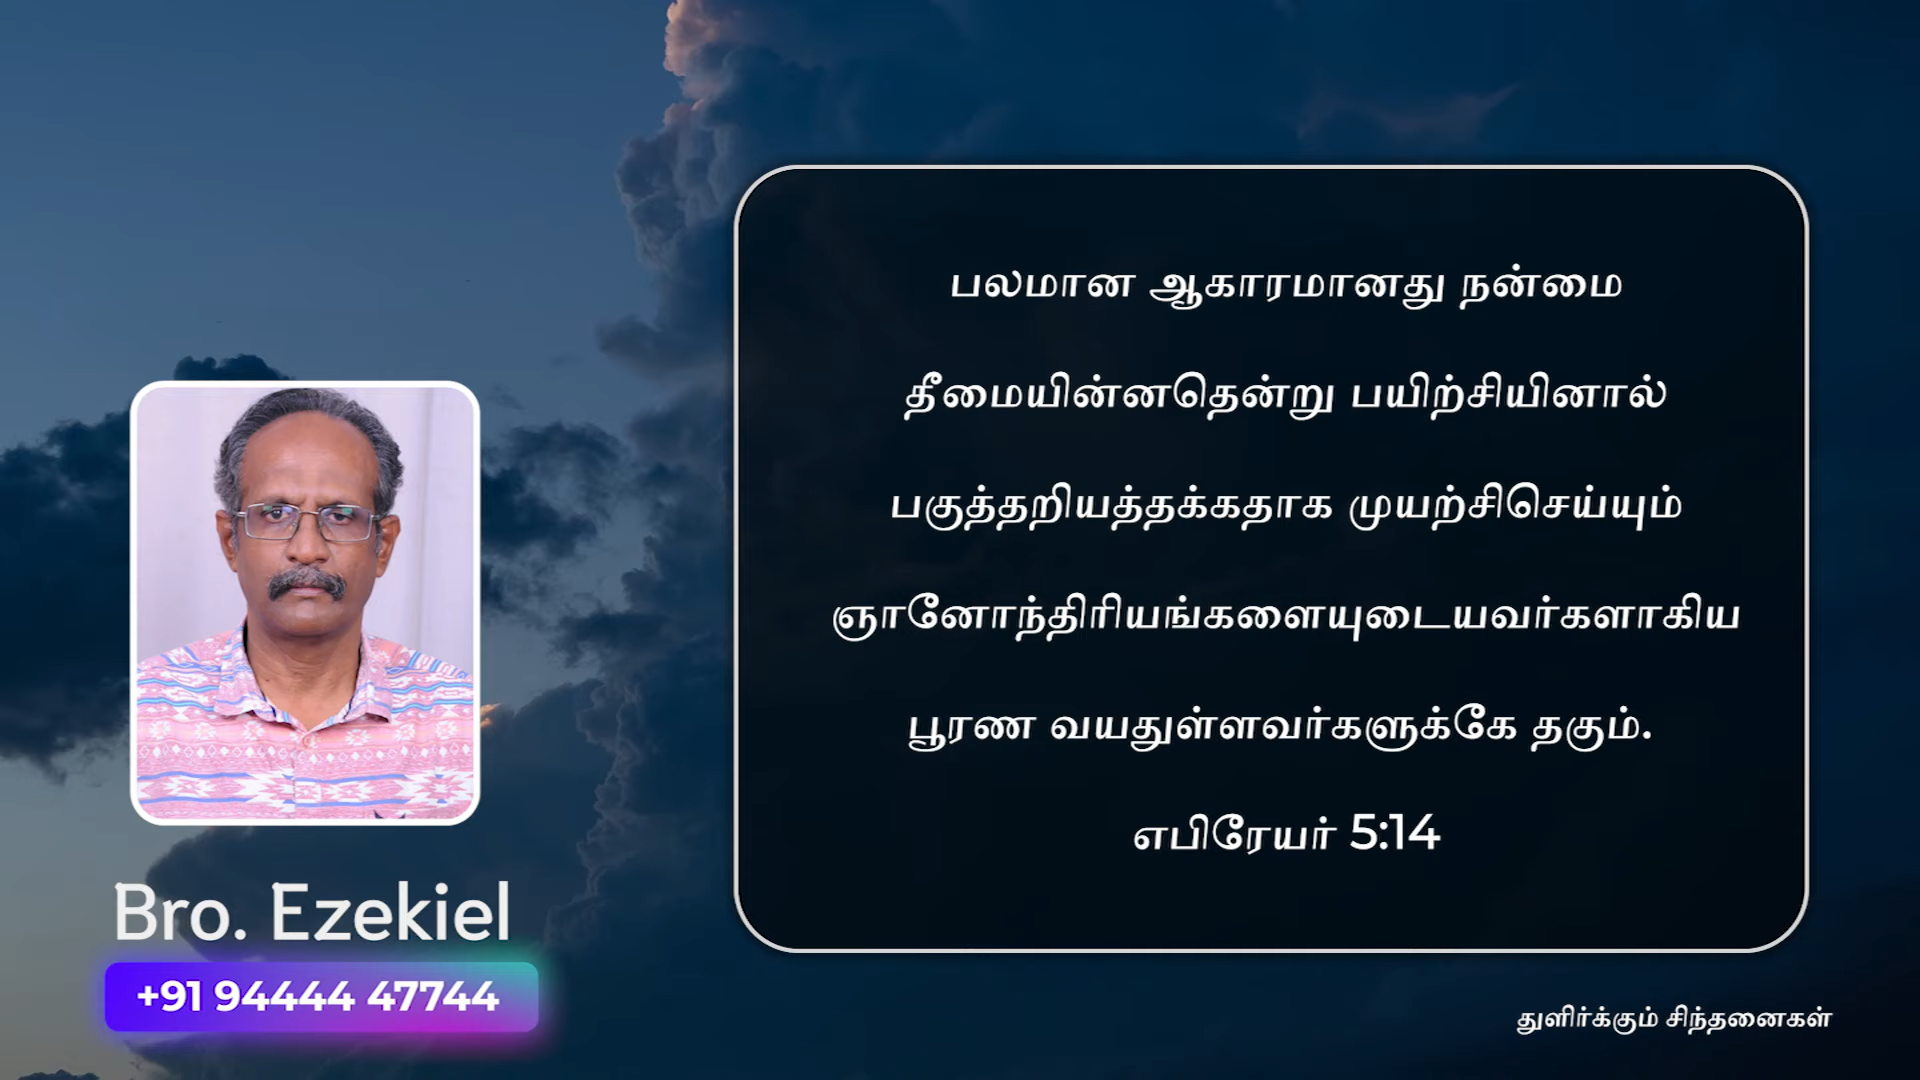 பலமான ஆகாரமானது நன்மை
தீமையின்னதென்று பயிற்சியினால்
பகுத்தறியத்தக்கதாக முயற்சிசெய்யும்
ஞானேந்திரியங்களையுடையவர்களாகிய
பூரண வயதுள்ளவர்களுக்கே தகும்.
எபிரேயர் 5:14
Bro. Ezekiel
+91 94444 47744
துளிர்க்கும் சிந்தனைகள்